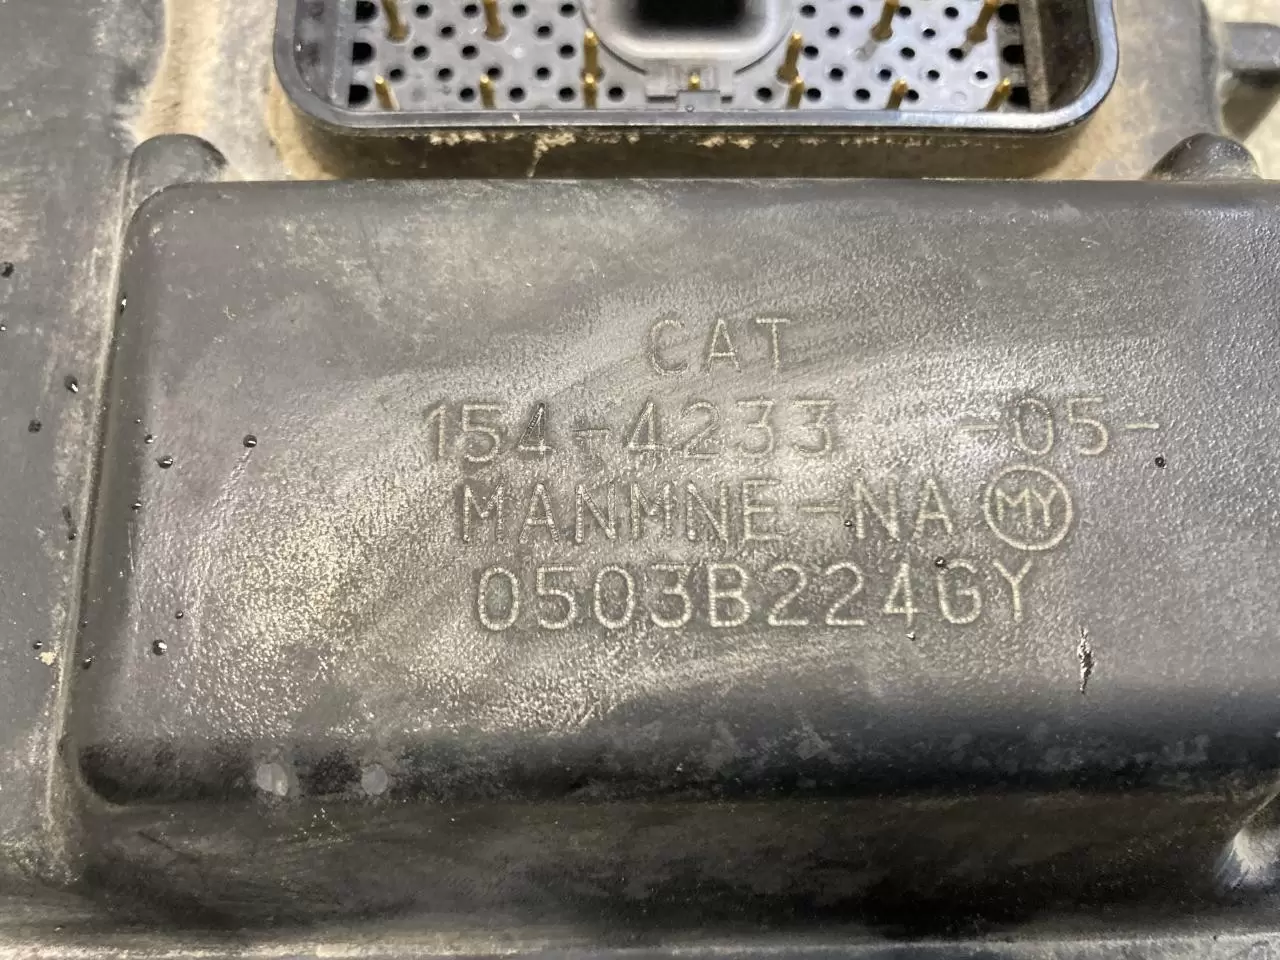 CAT
154-4233 -05-
MANMNE-NA MY
0503B224GY